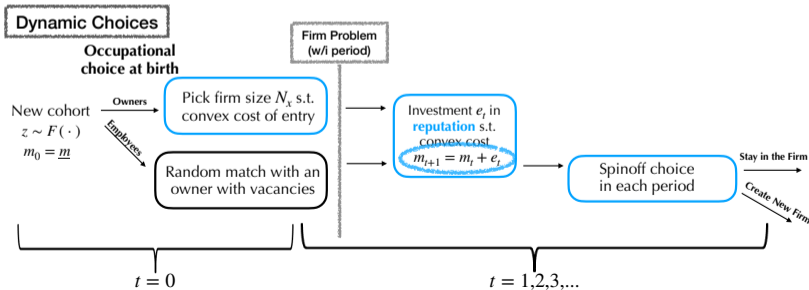 Dynamic Choices
Occupational
choice at birth
Firm Problem
(w/i period)
New cohort
z ∼ F( · )
m₀ = m̲
Owners
Employees
Pick firm size Nₓ s.t.
convex cost of entry
Random match with an
owner with vacancies
Investment eₜ in
reputation s.t.
convex cost
mₜ₊₁ = mₜ + eₜ
Spinoff choice
in each period
Stay in the Firm
Create New Firm
t = 0
t = 1,2,3,...